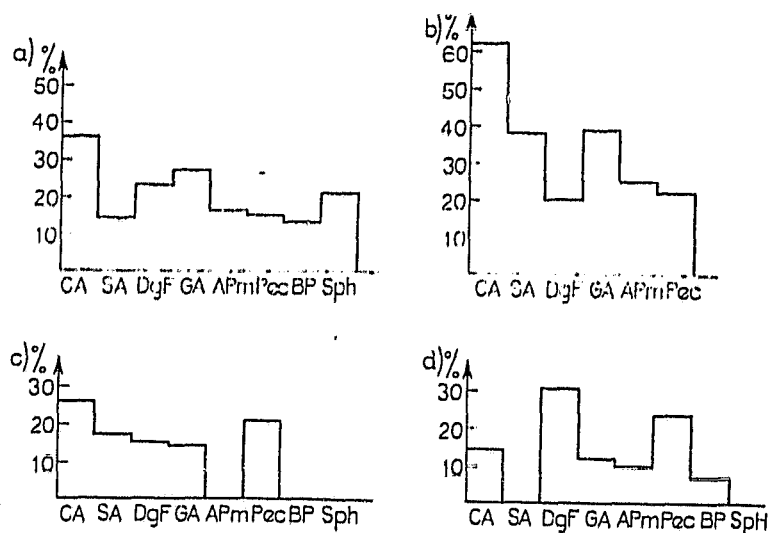 a)%
50
40
30
20
10
CA SA DgF GA APm Pec BP Sph
b)%
60
50
40
30
20
10
CA SA DgF GA APm Pec
c)%
30
20
10
CA SA DgF GA APm Pec BP Sph
d)%
30
20
10
CA SA DgF GA APm Pec BP SpH